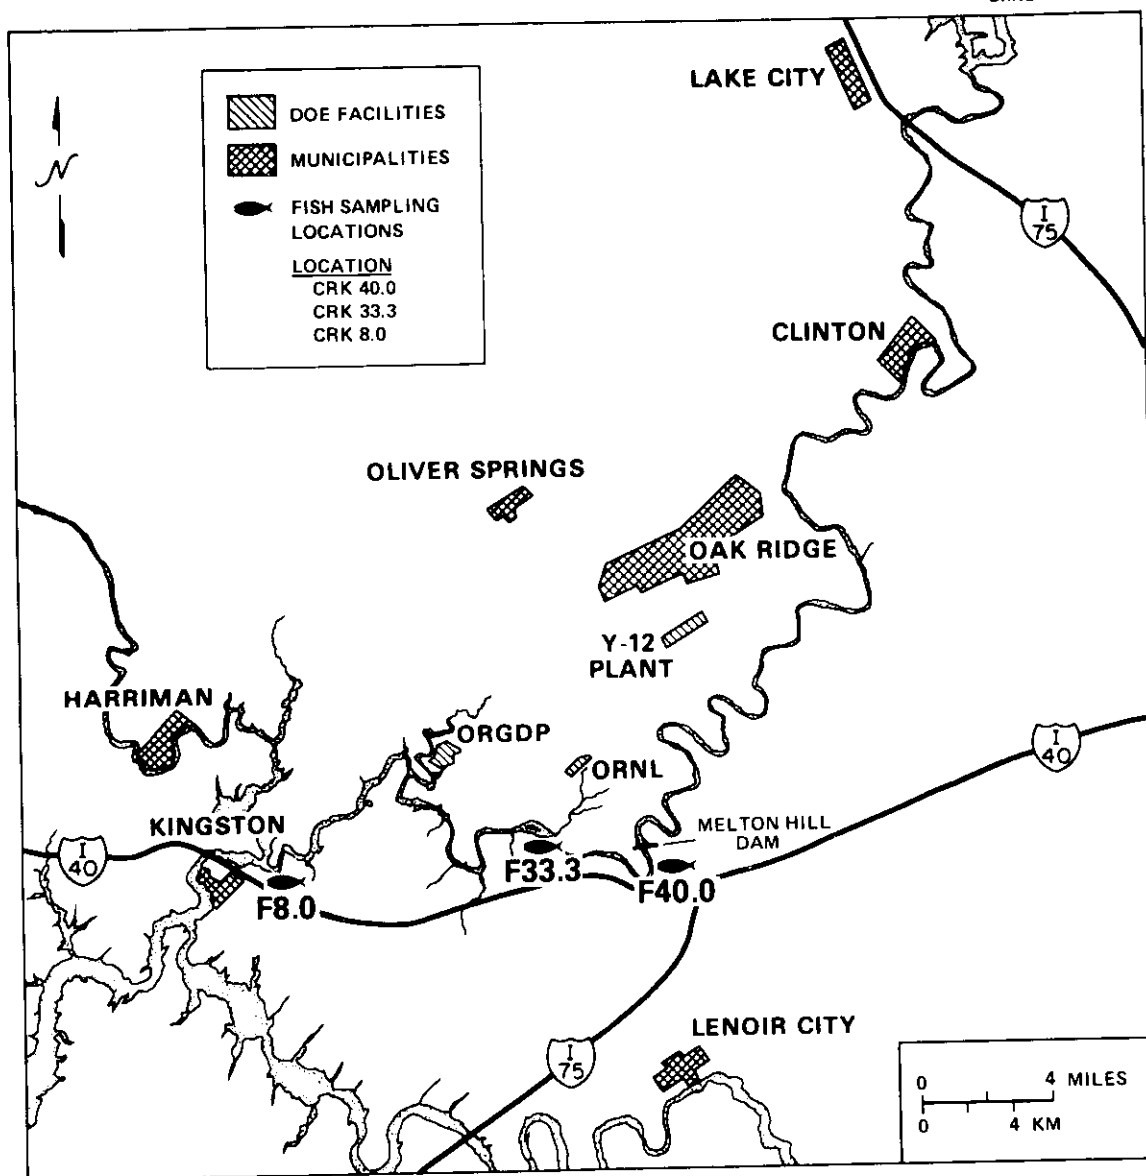 N
DOE FACILITIES
MUNICIPALITIES
FISH SAMPLING
LOCATIONS
LOCATION
CRK 40.0
CRK 33.3
CRK 8.0
LAKE CITY
I
75
CLINTON
OLIVER SPRINGS
OAK RIDGE
Y-12
PLANT
HARRIMAN
ORGDP
ORNL
I
40
KINGSTON
MELTON HILL
DAM
I
40
F33.3
F40.0
F8.0
LENOIR CITY
I
75
0 4 MILES
0 4 KM